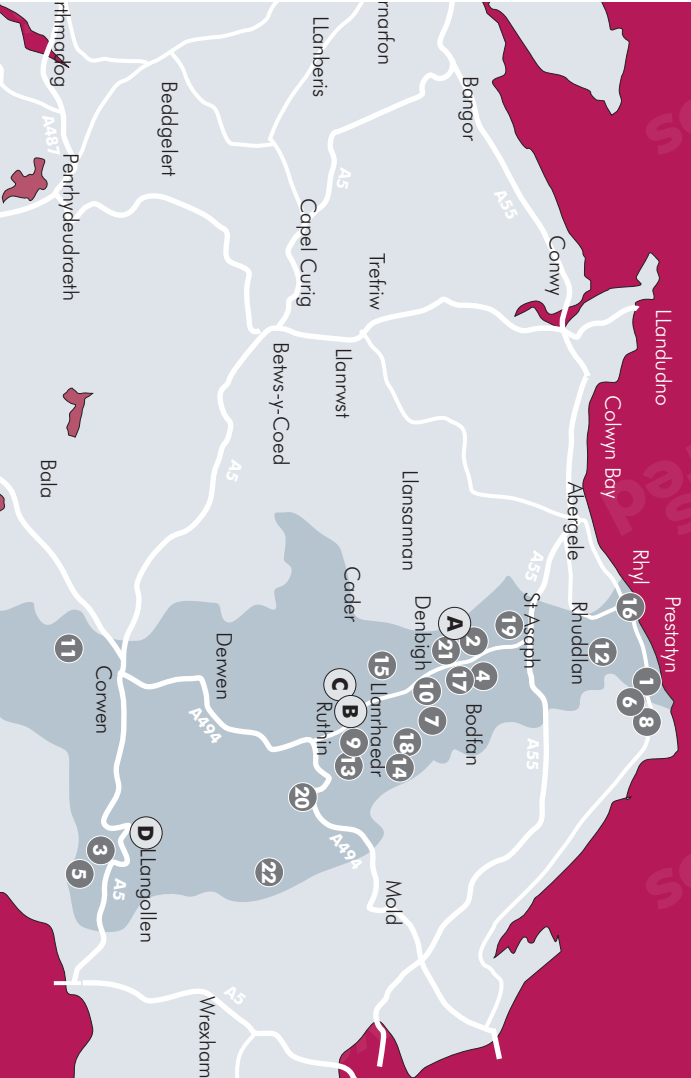 Llandudno
Colwyn Bay
Rhyl
Prestatyn
Conwy
Abergele
Rhuddlan
St Asaph
Bangor
A55
A55
A55
rnarfon
Llanberis
Trefriw
Llanrwst
Llansannan
Denbigh
Bodfan
Capel Curig
A5
Betws-y-Coed
Cader
Llanrhaedr
Ruthin
Beddgelert
A5
Derwen
A494
A494
Mold
rthmadog
A487
Penrhydeudraeth
Bala
Corwen
LLangollen
A5
A5
Wrexham
16
12
1
6
8
19
A
2
21
4
17
10
7
15
C
B
9
13
18
14
20
22
11
D
3
5